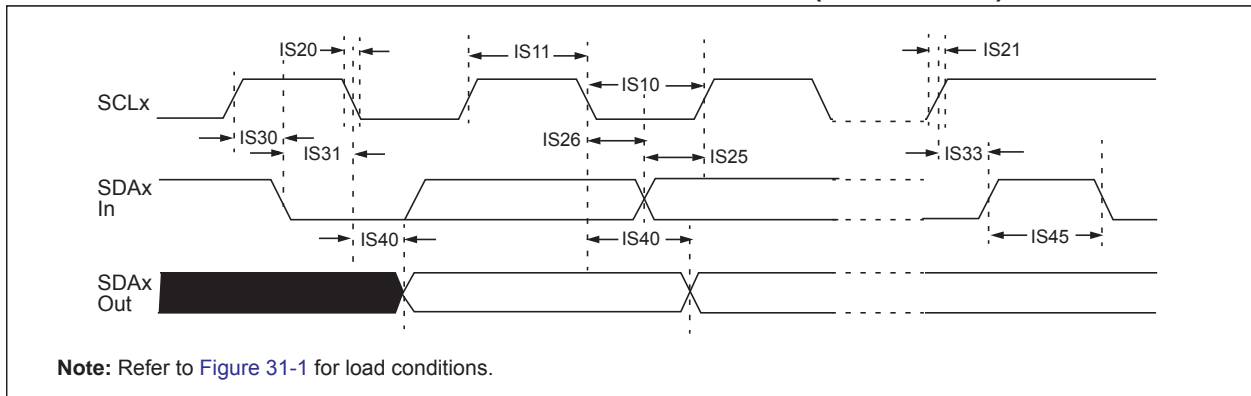 IS20
IS11
IS10
IS21
SCLx
IS30
IS31
IS26
IS25
IS33
SDAx
In
IS40
IS40
IS45
SDAx
Out
Note: Refer to Figure 31-1 for load conditions.